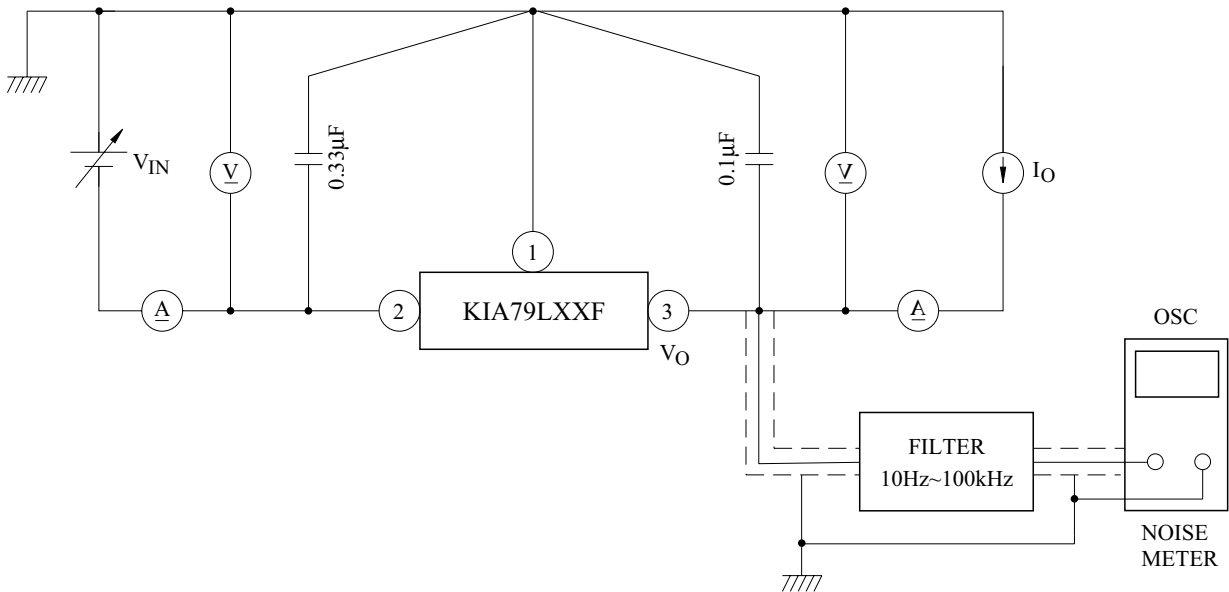 V_IN
V
0.33μF
1
0.1μF
V
I_O
A
2
KIA79LXXF
3
V_O
A
OSC
FILTER
10Hz~100kHz
NOISE
METER